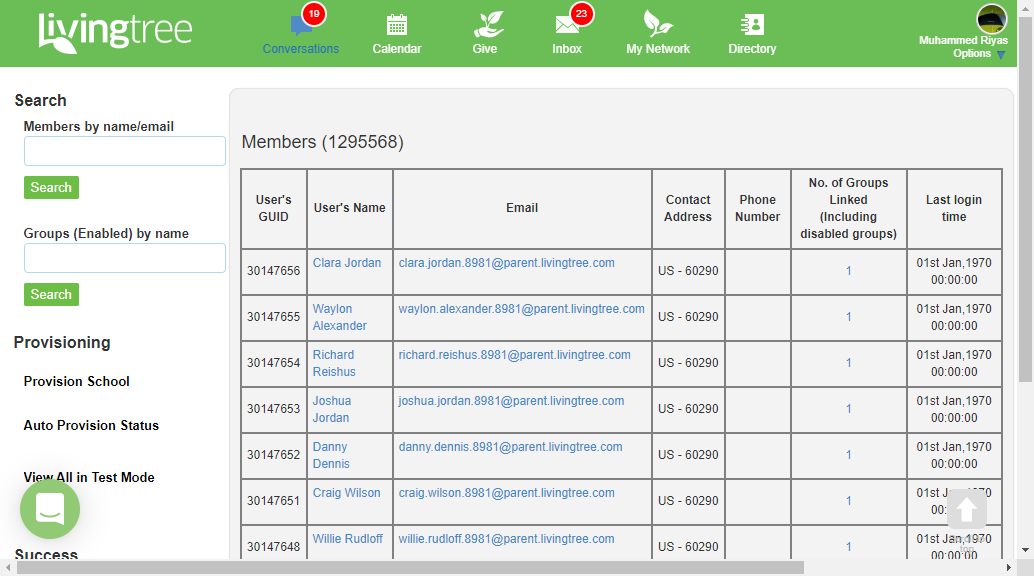 livingtree
19
Conversations
Calendar
Give
23
Inbox
My Network
Directory
Muhammed Riyas
Options
Search
Members by name/email
Search
Groups (Enabled) by name
Search
Provisioning
Provision School
Auto Provision Status
View All in Test Mode
Success
Members (1295568)
User's GUID
User's Name
Email
Contact Address
Phone Number
No. of Groups Linked (Including disabled groups)
Last login time
30147656 Clara Jordan clara.jordan.8981@parent.livingtree.com US - 60290 1 01st Jan,1970 00:00:00
30147655 Waylon Alexander waylon.alexander.8981@parent.livingtree.com US - 60290 1 01st Jan,1970 00:00:00
30147654 Richard Reishus richard.reishus.8981@parent.livingtree.com US - 60290 1 01st Jan,1970 00:00:00
30147653 Joshua Jordan joshua.jordan.8981@parent.livingtree.com US - 60290 1 01st Jan,1970 00:00:00
30147652 Danny Dennis danny.dennis.8981@parent.livingtree.com US - 60290 1 01st Jan,1970 00:00:00
30147651 Craig Wilson craig.wilson.8981@parent.livingtree.com US - 60290 1 01st
30147648 Willie Rudloff willie.rudloff.8981@parent.livingtree.com US - 60290 1 01st Jan,1970 00:00:00
top